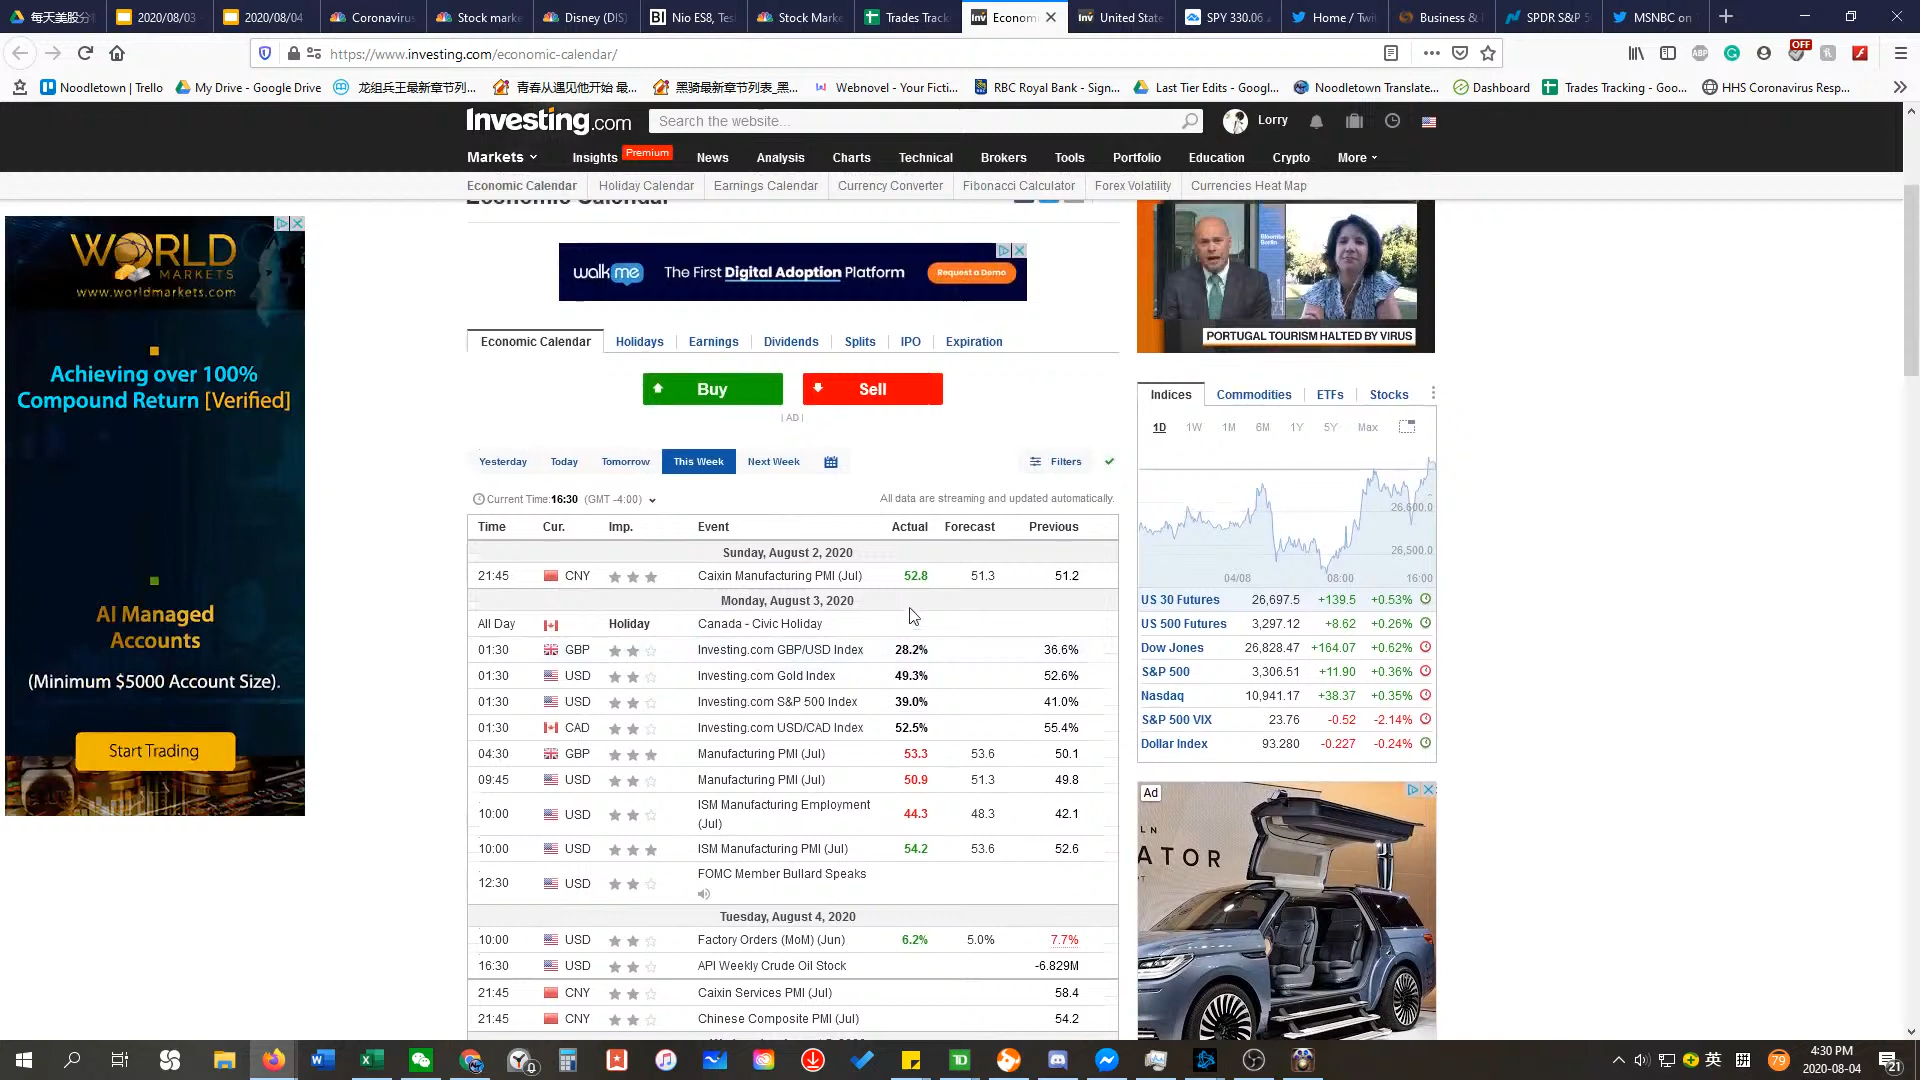 每天美股分
2020/08/03
2020/08/04
Coronavirus
Stock marke
Disney (DIS
Nio ES8, Tes
Stock Marke
Trades Track
Econom
United State
SPY 330.06
Home / Twi
Business &
SPDR S&P 5
MSNBC on
https://www.investing.com/economic-calendar/
OFF
ABP
Noodletown | Trello
My Drive - Google Drive
龙组兵王最新章节列...
青春从遇见他开始 最...
黑骑最新章节列表_黑...
Webnovel - Your Ficti...
RBC Royal Bank - Sign...
Last Tier Edits - Googl...
Noodletown Translate...
Dashboard
Trades Tracking - Goo...
HHS Coronavirus Resp...
Investing.com
Search the website...
Lorry
Markets
Insights
Premium
News
Analysis
Charts
Technical
Brokers
Tools
Portfolio
Education
Crypto
More
Economic Calendar
Holiday Calendar
Earnings Calendar
Currency Converter
Fibonacci Calculator
Forex Volatility
Currencies Heat Map
Economic Calendar
WORLD
MARKETS
www.worldmarkets.com
Achieving over 100%
Compound Return [Verified]
AI Managed
Accounts
(Minimum $5000 Account Size).
Start Trading
walkme The First Digital Adoption Platform
Request a Demo
Economic Calendar Holidays Earnings Dividends Splits IPO Expiration
Buy
Sell
| AD |
Yesterday Today Tomorrow This Week Next Week
Filters
Current Time:16:30 (GMT -4:00)
All data are streaming and updated automatically.
Time Cur. Imp. Event Actual Forecast Previous
Sunday, August 2, 2020
21:45 CNY Caixin Manufacturing PMI (Jul) 52.8 51.3 51.2
Monday, August 3, 2020
All Day Holiday Canada - Civic Holiday
01:30 GBP Investing.com GBP/USD Index 28.2% 36.6%
01:30 USD Investing.com Gold Index 49.3% 52.6%
01:30 USD Investing.com S&P 500 Index 39.0% 41.0%
01:30 CAD Investing.com USD/CAD Index 52.5% 55.4%
04:30 GBP Manufacturing PMI (Jul) 53.3 53.6 50.1
09:45 USD Manufacturing PMI (Jul) 50.9 51.3 49.8
10:00 USD ISM Manufacturing Employment
(Jul) 44.3 48.3 42.1
10:00 USD ISM Manufacturing PMI (Jul) 54.2 53.6 52.6
12:30 USD FOMC Member Bullard Speaks
Tuesday, August 4, 2020
10:00 USD Factory Orders (MoM) (Jun) 6.2% 5.0% 7.7%
16:30 USD API Weekly Crude Oil Stock -6.829M
21:45 CNY Caixin Services PMI (Jul) 58.4
21:45 CNY Chinese Composite PMI (Jul) 54.2
PORTUGAL TOURISM HALTED BY VIRUS
Indices Commodities ETFs Stocks
1D 1W 1M 6M 1Y 5Y Max
26,600.0
26,500.0
04/08 08:00 16:00
US 30 Futures 26,697.5 +139.5 +0.53%
US 500 Futures 3,297.12 +8.62 +0.26%
Dow Jones 26,828.47 +164.07 +0.62%
S&P 500 3,306.51 +11.90 +0.36%
Nasdaq 10,941.17 +38.37 +0.35%
S&P 500 VIX 23.76 -0.52 -2.14%
Dollar Index 93.280 -0.227 -0.24%
Ad
LN
ATOR
英
拼
79
4:30 PM
2020-08-04
21